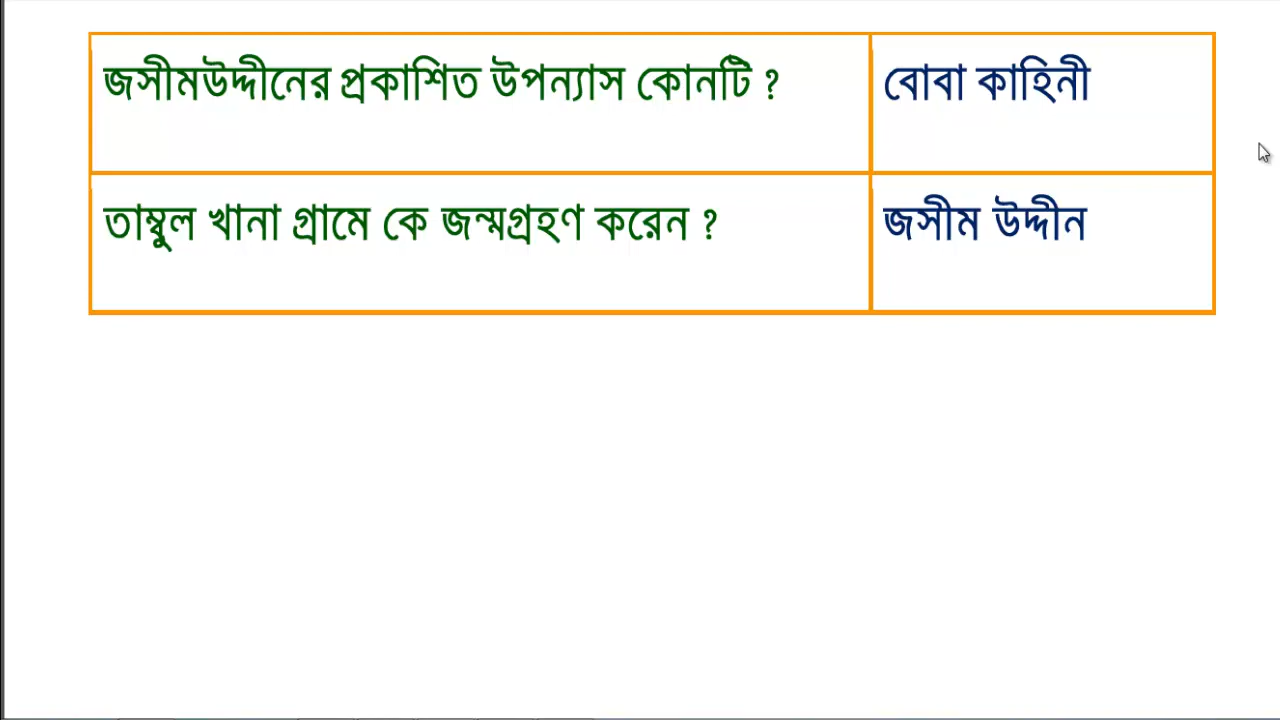 জসীমউদ্দীনের প্রকাশিত উপন্যাস কোনটি ? বোবা কাহিনী
তাম্বুল খানা গ্রামে কে জন্মগ্রহণ করেন ? জসীম উদ্দীন